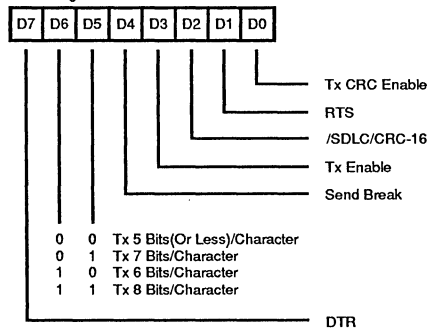 D7 D6 D5 D4 D3 D2 D1 D0
Tx CRC Enable
RTS
/SDLC/CRC-16
Tx Enable
Send Break
0 0 Tx 5 Bits(Or Less)/Character
0 1 Tx 7 Bits/Character
1 0 Tx 6 Bits/Character
1 1 Tx 8 Bits/Character
DTR